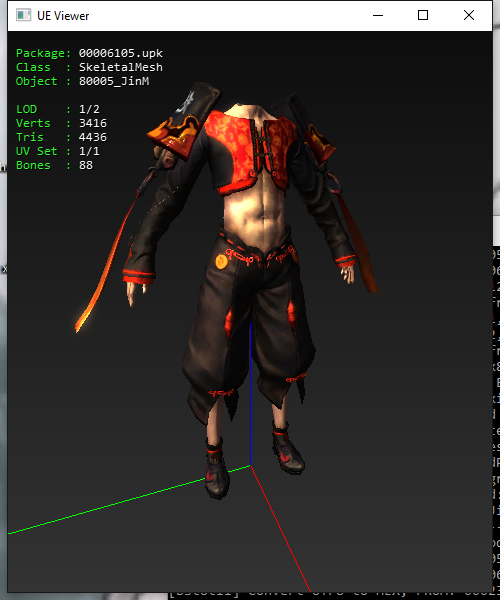 UE Viewer
Package: 00006105.upk
Class : SkeletalMesh
Object : 80005_JinM
LOD : 1/2
Verts : 3416
Tris : 4436
UV Set : 1/1
Bones : 88